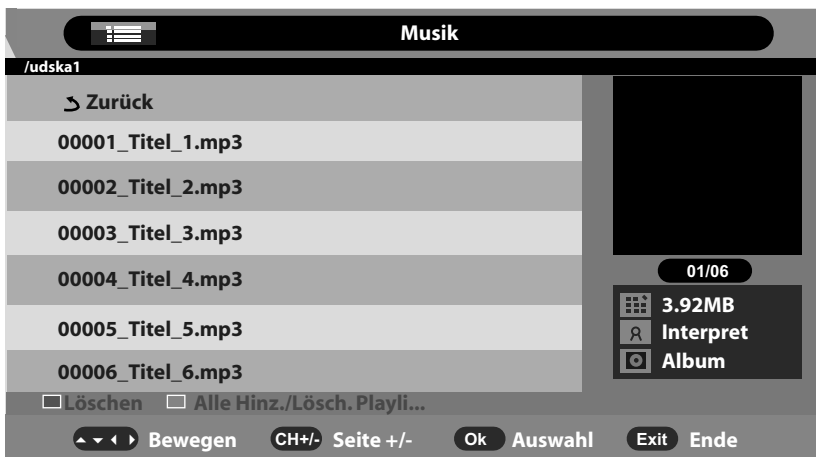 Musik
/udska1
Zurück
00001_Titel_1.mp3
00002_Titel_2.mp3
00003_Titel_3.mp3
00004_Titel_4.mp3
00005_Titel_5.mp3
00006_Titel_6.mp3
01/06
3.92MB
Interpret
Album
Löschen Alle Hinz./Lösch. Playli...
Bewegen CH+/- Seite +/- Ok Auswahl Exit Ende